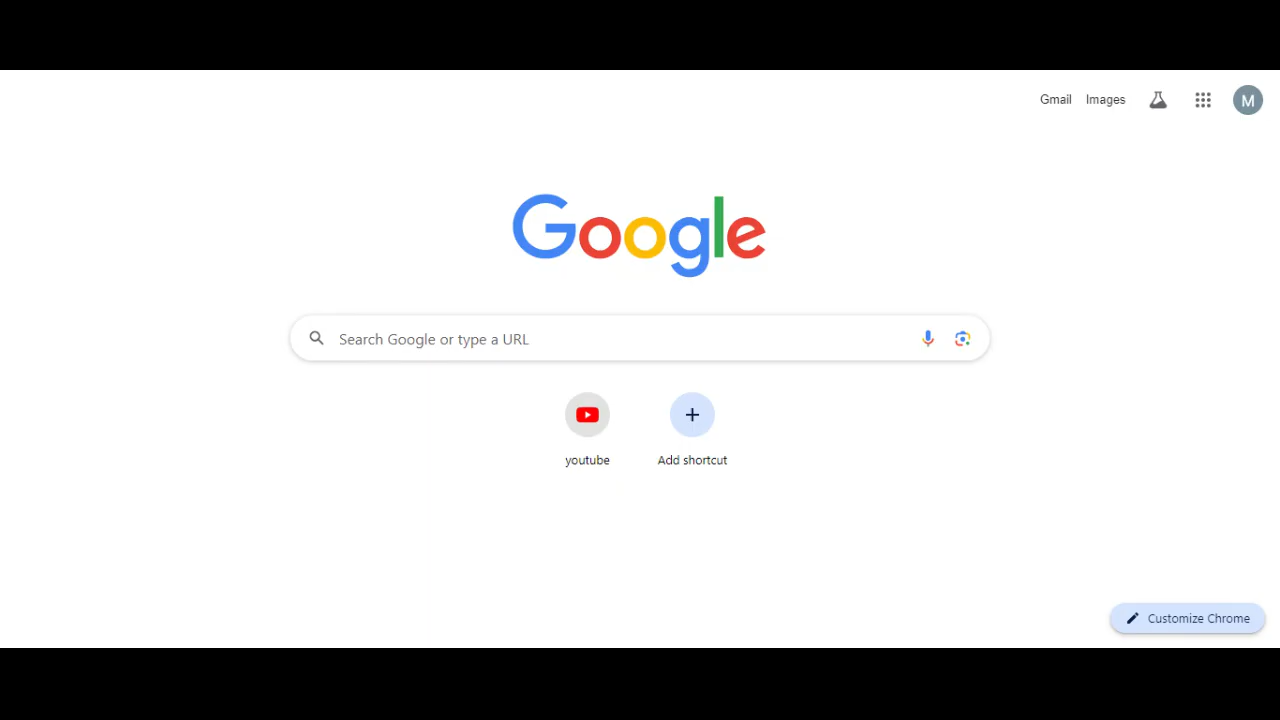 Gmail Images M
Google
Search Google or type a URL
youtube Add shortcut
Customize Chrome